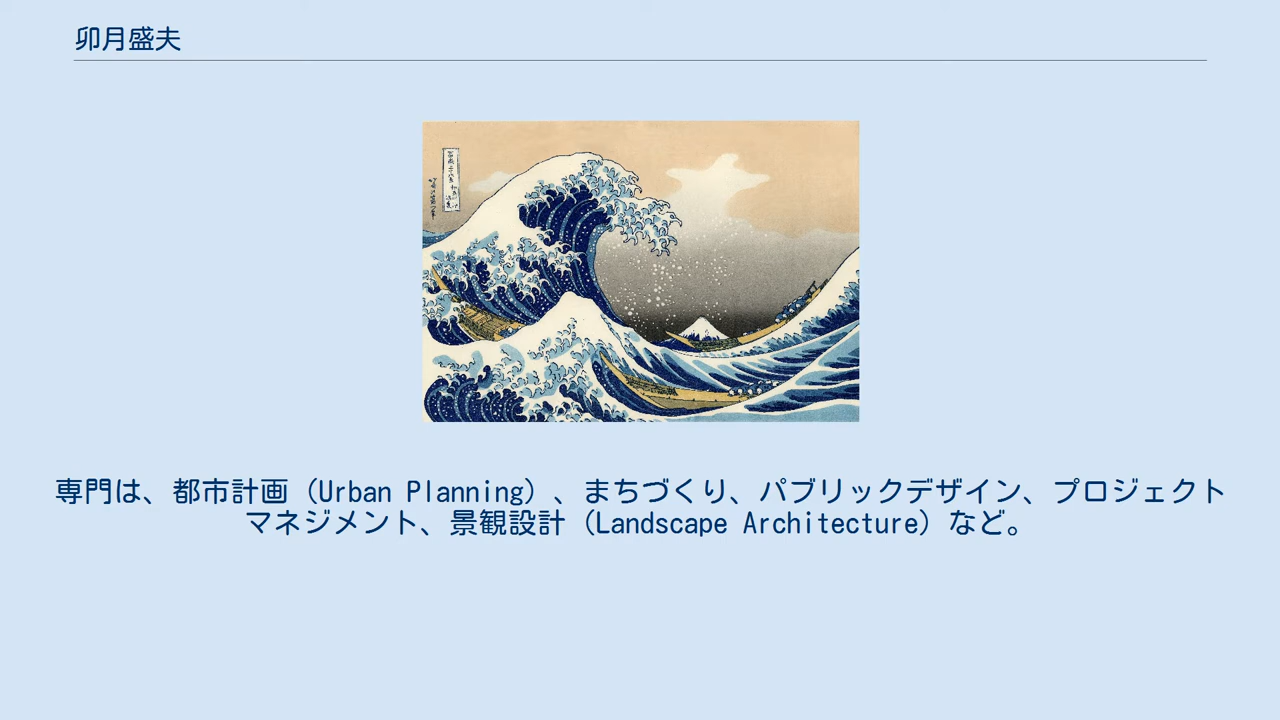 卯月盛夫
専門は、都市計画（Urban Planning）、まちづくり、パブリックデザイン、プロジェクト
マネジメント、景観設計（Landscape Architecture）など。